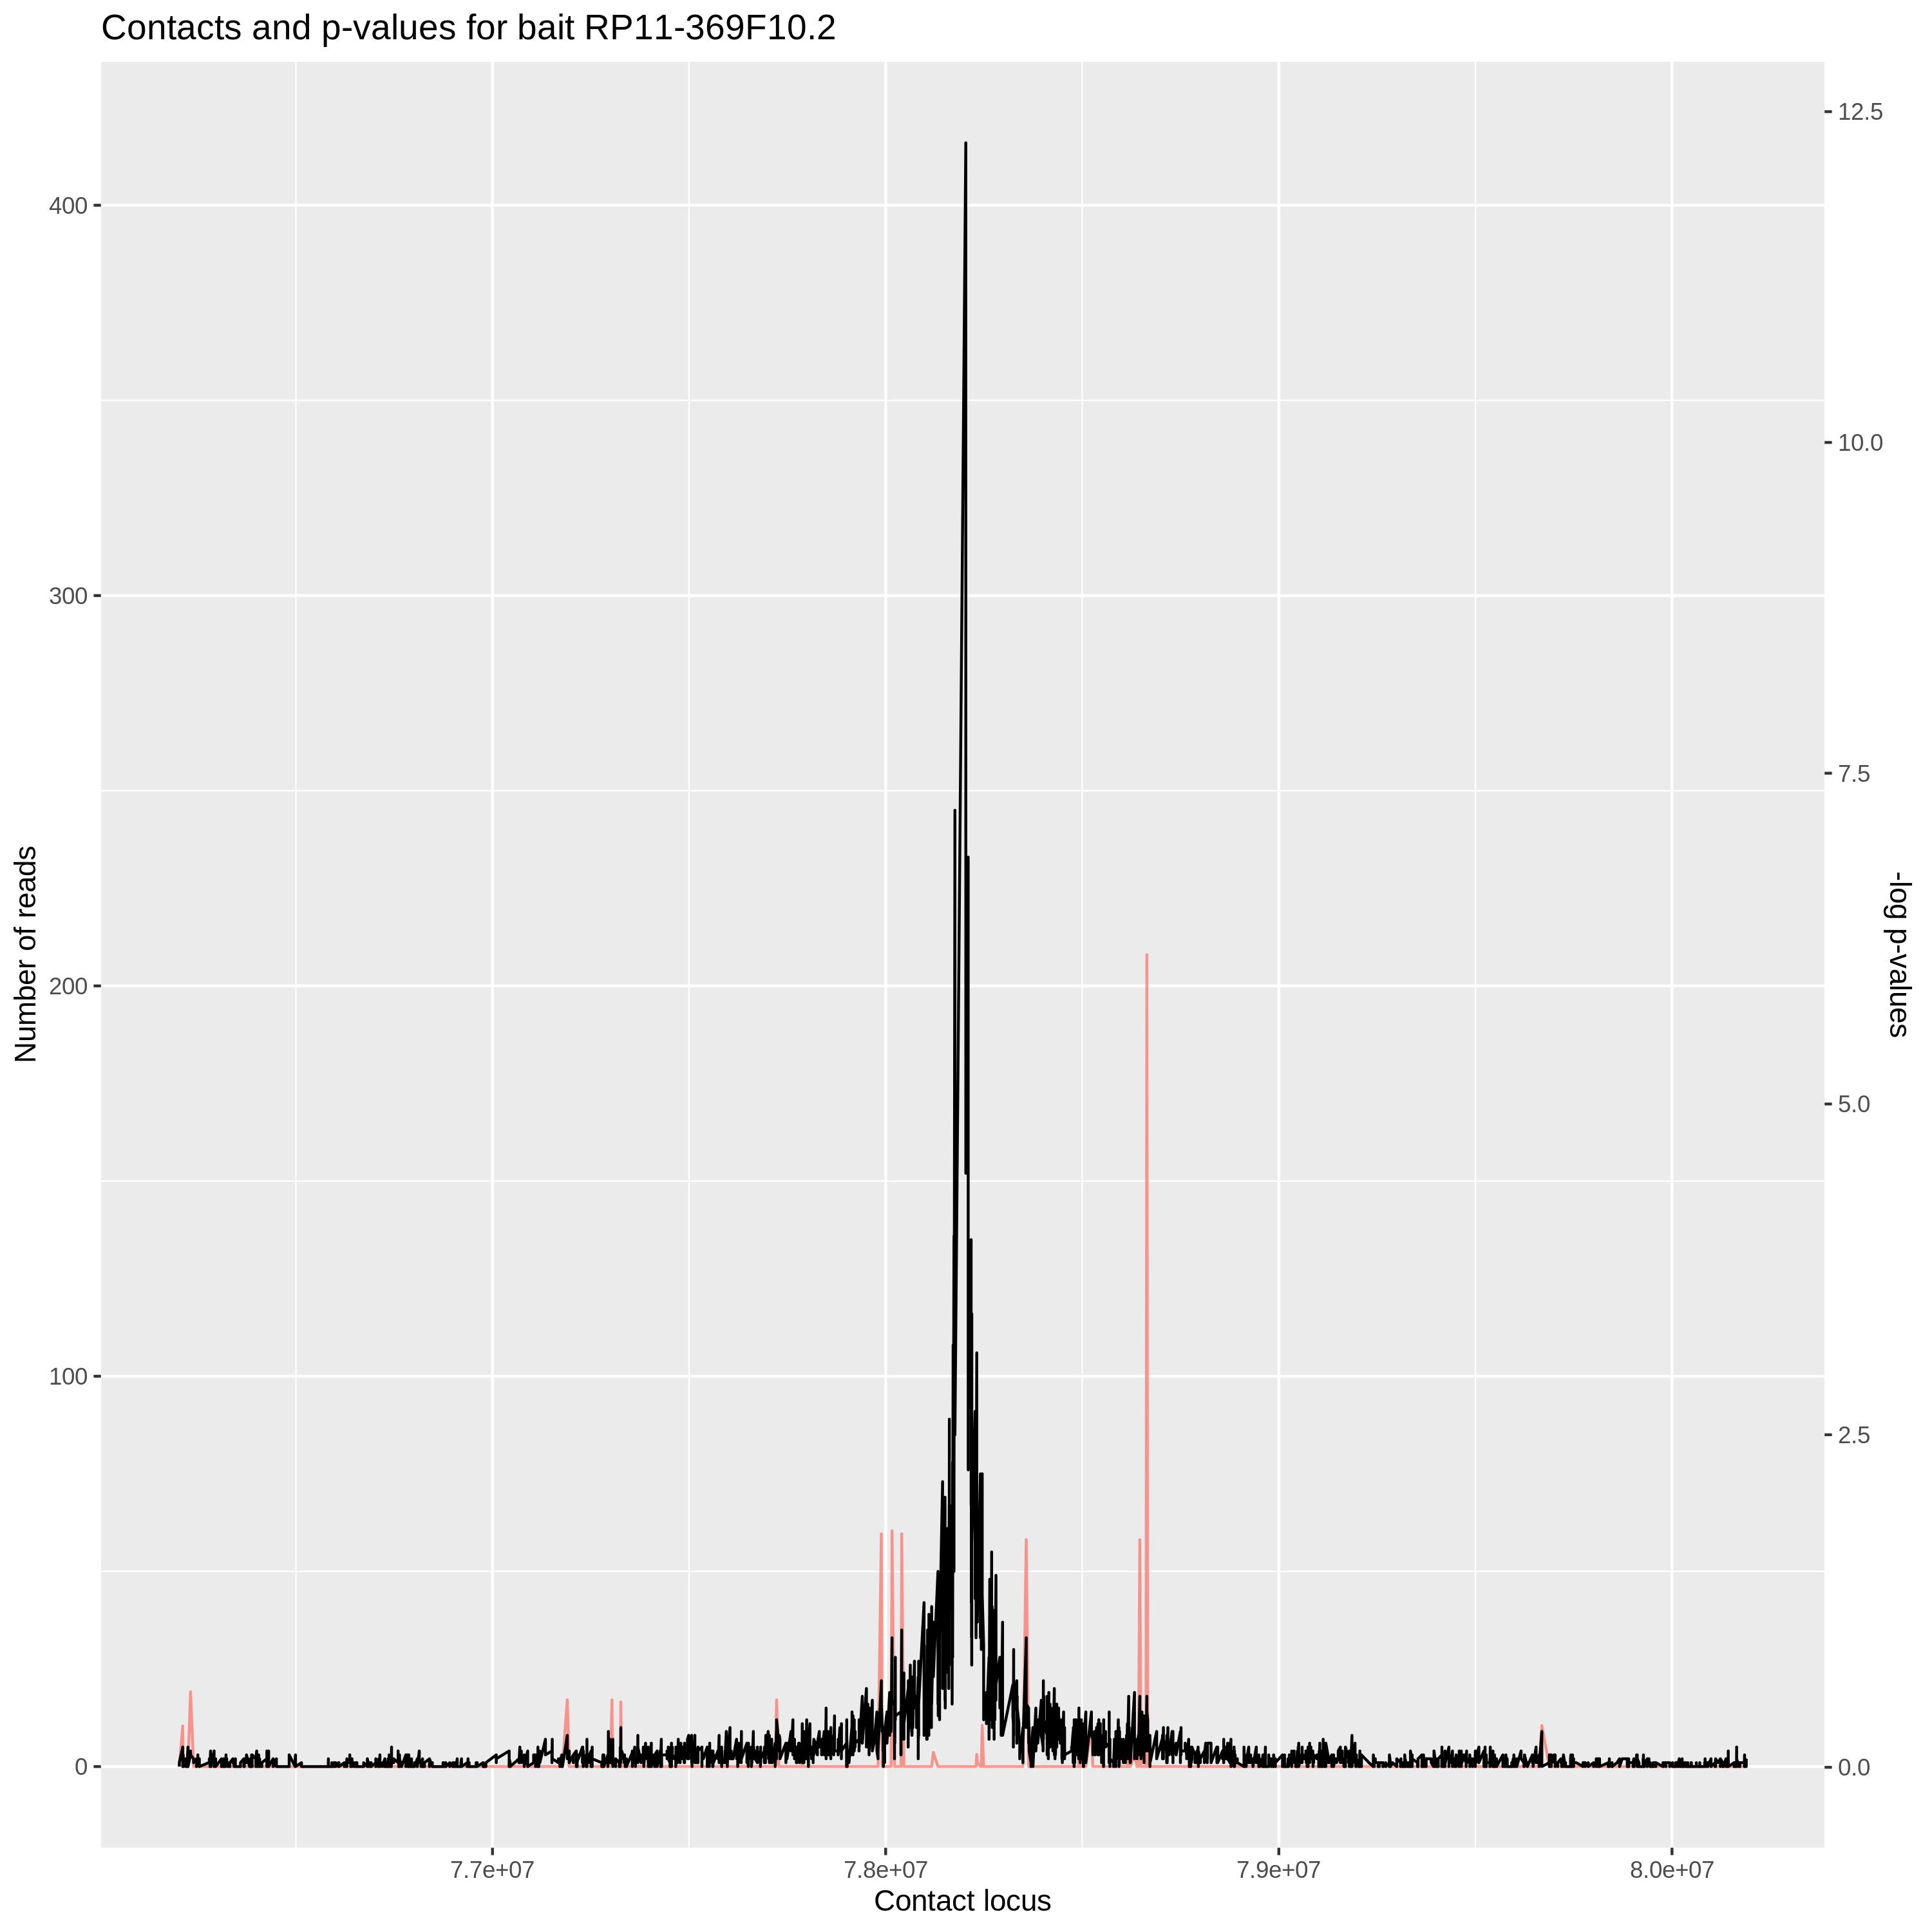 Contacts and p-values for bait RP11-369F10.2
12.5
400
10.0
300
7.5
Number of reads
-log p-values
200
5.0
100
2.5
0
0.0
7.7e+07
7.8e+07
7.9e+07
8.0e+07
Contact locus